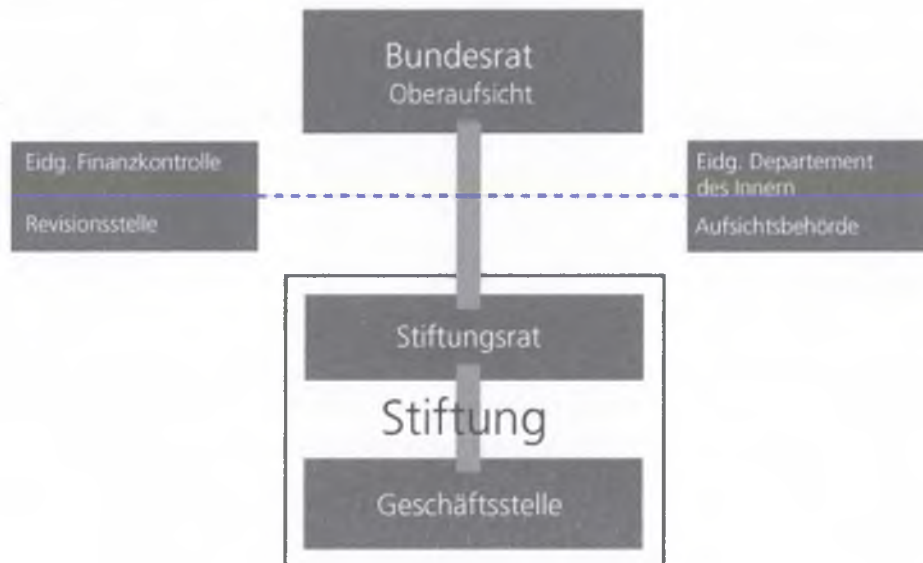 Bundesrat
Oberaufsicht
Eidg. Finanzkontrolle
Revisionsstelle
Eidg. Departement
des Innern
Aufsichtsbehörde
Stiftungsrat
Stiftung
Geschäftsstelle